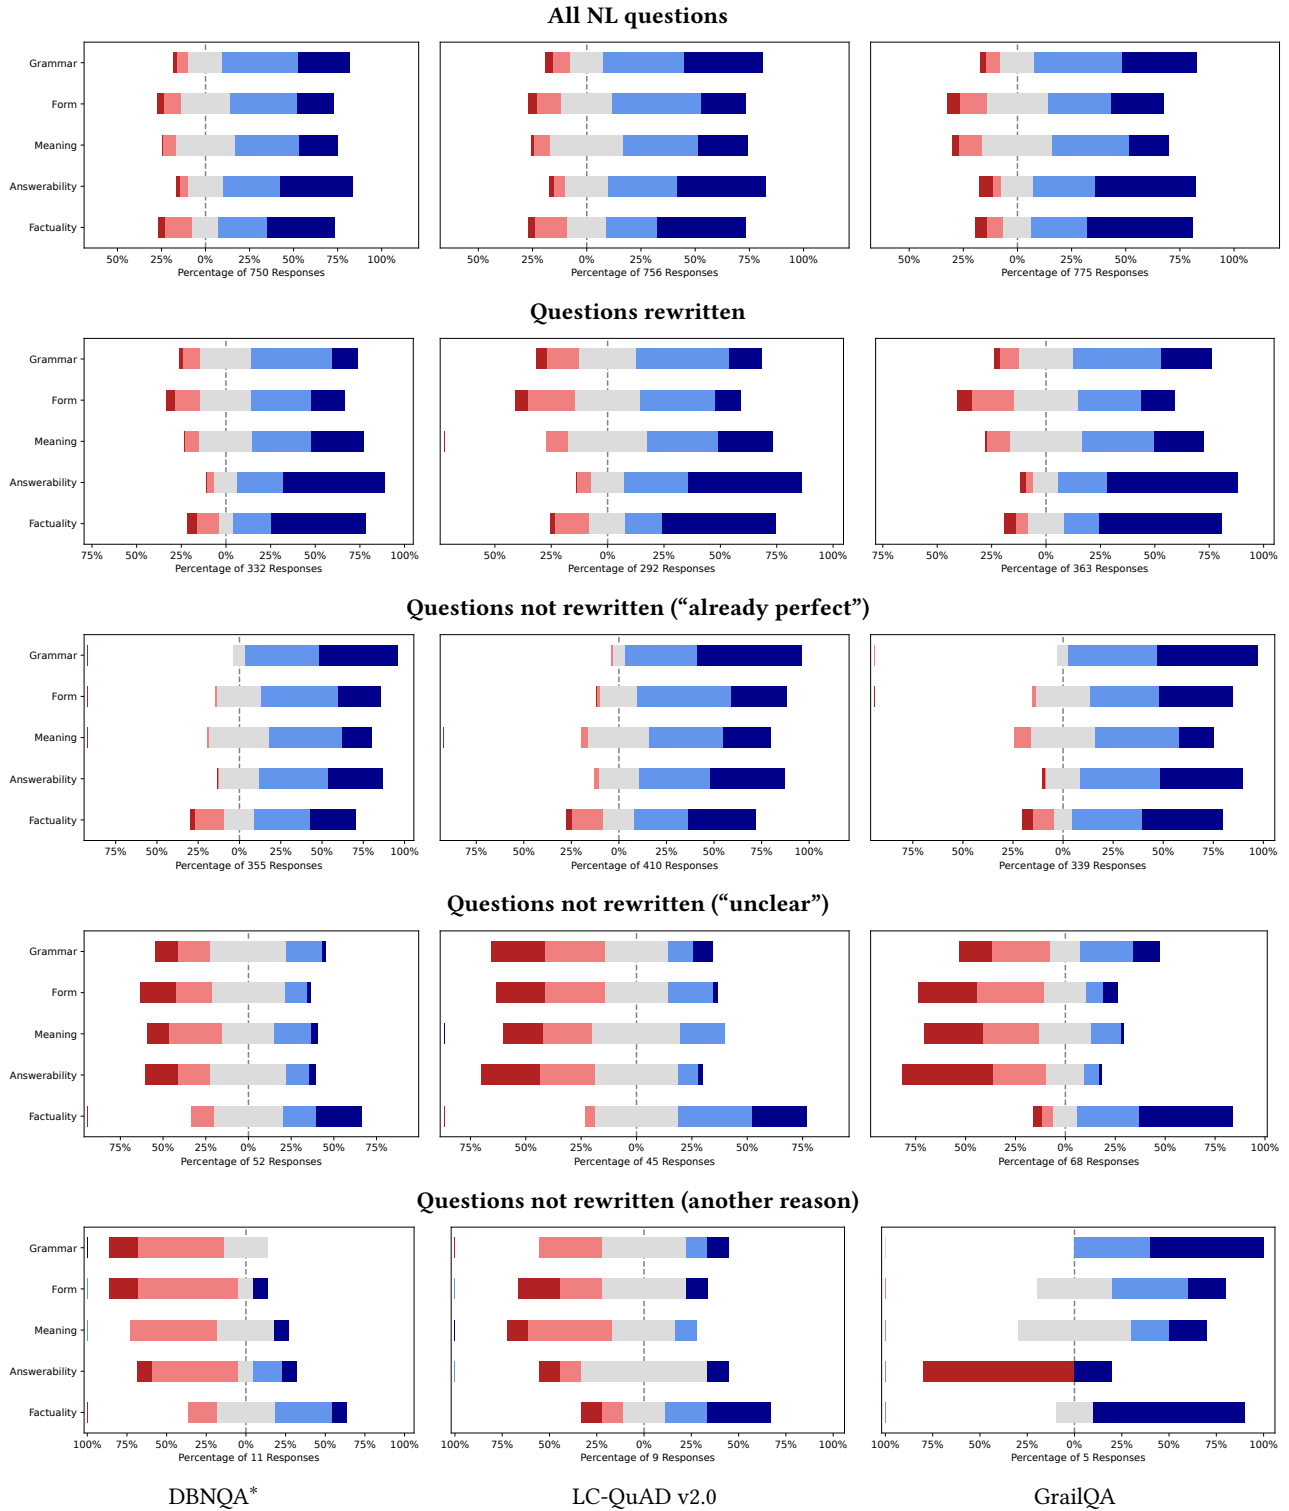 All NL questions
Grammar
Form
Meaning
Answerability
Factuality
50% 25% 0% 25% 50% 75% 100%
Percentage of 750 Responses
50% 25% 0% 25% 50% 75% 100%
Percentage of 756 Responses
50% 25% 0% 25% 50% 75% 100%
Percentage of 775 Responses
Questions rewritten
Grammar
Form
Meaning
Answerability
Factuality
75% 50% 25% 0% 25% 50% 75% 100%
Percentage of 332 Responses
50% 25% 0% 25% 50% 75% 100%
Percentage of 292 Responses
75% 50% 25% 0% 25% 50% 75% 100%
Percentage of 363 Responses
Questions not rewritten (“already perfect”)
Grammar
Form
Meaning
Answerability
Factuality
75% 50% 25% 0% 25% 50% 75% 100%
Percentage of 355 Responses
75% 50% 25% 0% 25% 50% 75% 100%
Percentage of 410 Responses
75% 50% 25% 0% 25% 50% 75% 100%
Percentage of 339 Responses
Questions not rewritten (“unclear”)
Grammar
Form
Meaning
Answerability
Factuality
75% 50% 25% 0% 25% 50% 75%
Percentage of 52 Responses
75% 50% 25% 0% 25% 50% 75%
Percentage of 45 Responses
75% 50% 25% 0% 25% 50% 75% 100%
Percentage of 68 Responses
Questions not rewritten (another reason)
Grammar
Form
Meaning
Answerability
Factuality
100% 75% 50% 25% 0% 25% 50% 75% 100%
Percentage of 11 Responses
100% 75% 50% 25% 0% 25% 50% 75% 100%
Percentage of 9 Responses
100% 75% 50% 25% 0% 25% 50% 75% 100%
Percentage of 5 Responses
DBNQA*
LC-QuAD v2.0
GrailQA